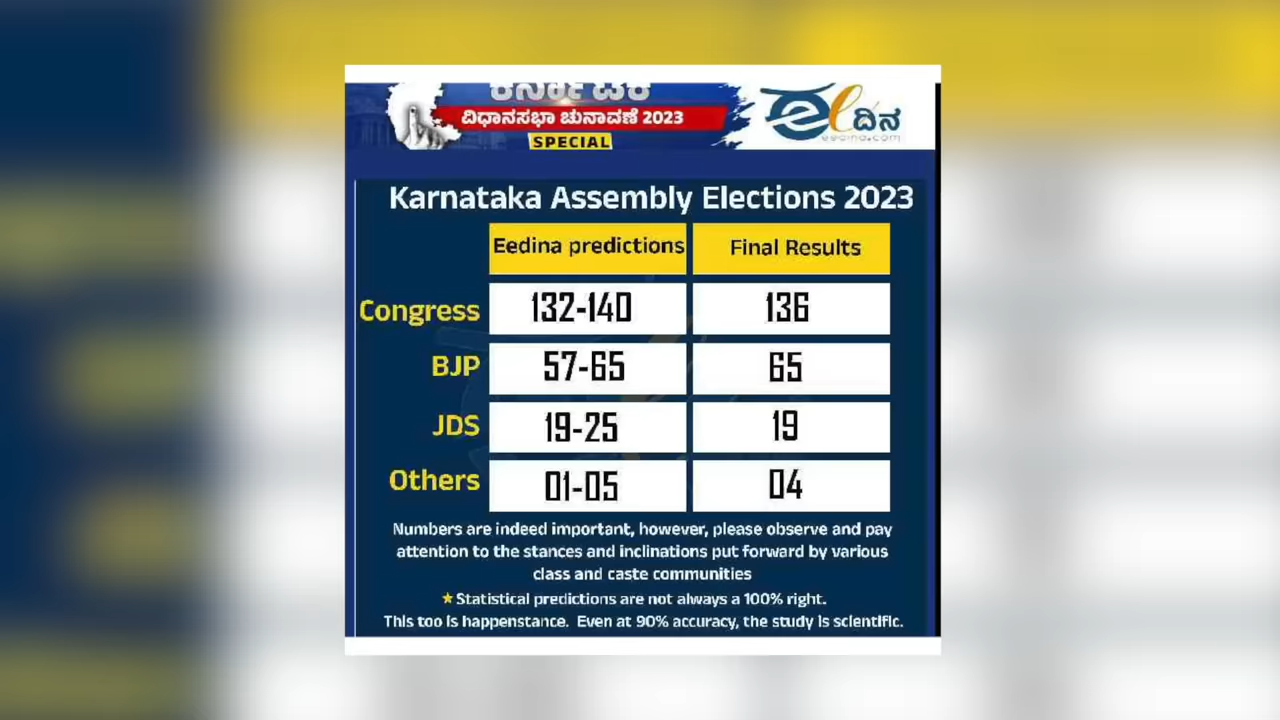 ಕರ್ನಾಟಕ
ವಿಧಾನಸಭಾ ಚುನಾವಣೆ 2023
SPECIAL
eel ದಿನ
eedina.com
Karnataka Assembly Elections 2023
Eedina predictions Final Results
Congress 132-140 136
BJP 57-65 65
JDS 19-25 19
Others 01-05 04
Numbers are indeed important, however, please observe and pay
attention to the stances and inclinations put forward by various
class and caste communities
★ Statistical predictions are not always a 100% right.
This too is happenstance. Even at 90% accuracy, the study is scientific.